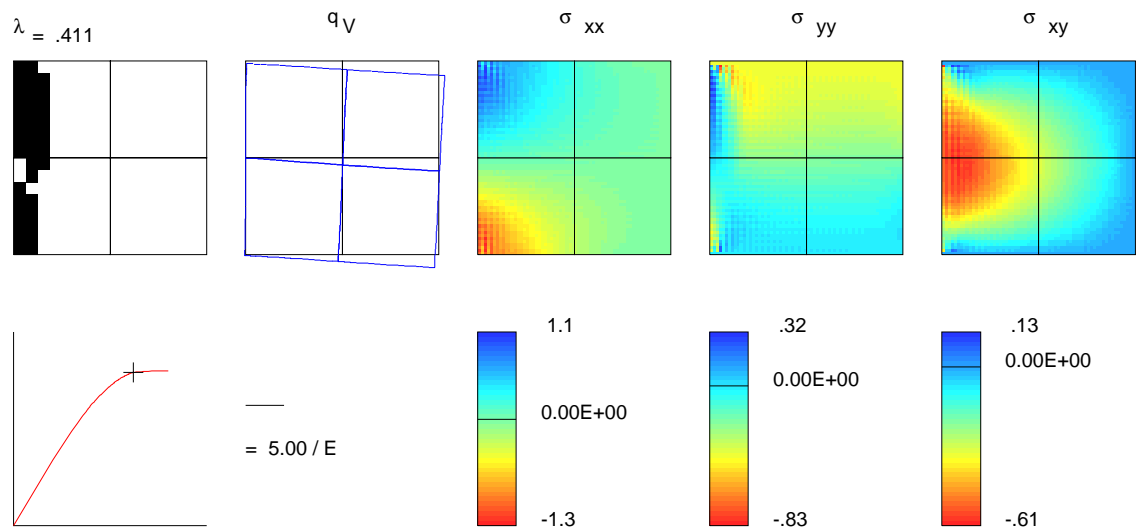 λ = .411
q V
σ xx
σ yy
σ xy
1.1
.32
.13
0.00E+00
0.00E+00
0.00E+00
= 5.00 / E
-1.3
-.83
-.61